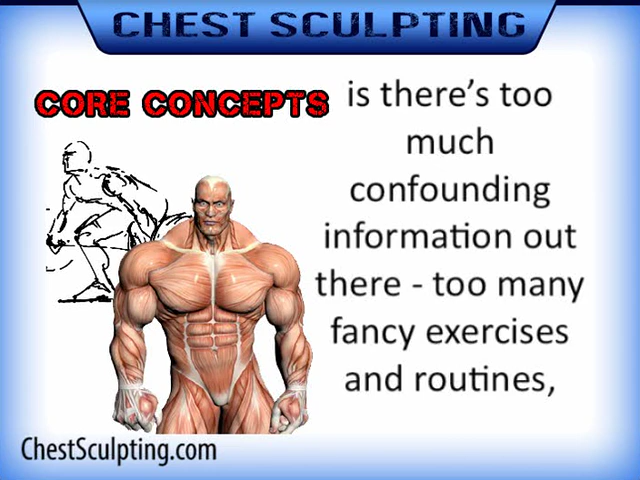 CHEST SCULPTING
CORE CONCEPTS
is there's too
much
confounding
information out
there - too many
fancy exercises
and routines,
ChestSculpting.com